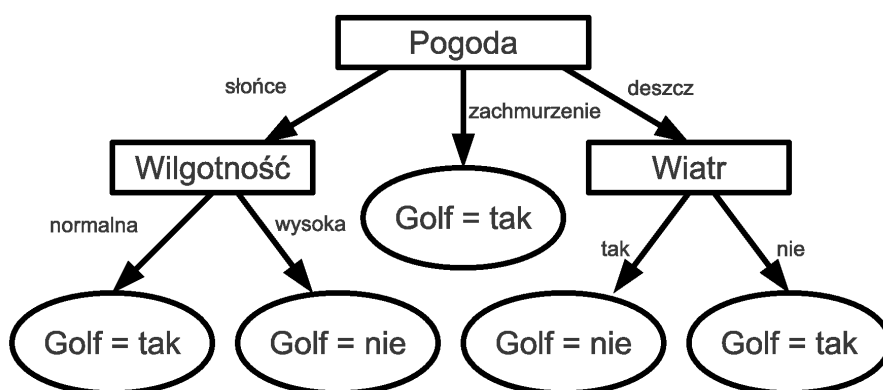 Pogoda
słońce
zachmurzenie
deszcz
Wilgotność
Wiatr
Golf = tak
normalna
wysoka
tak
nie
Golf = tak
Golf = nie
Golf = nie
Golf = tak